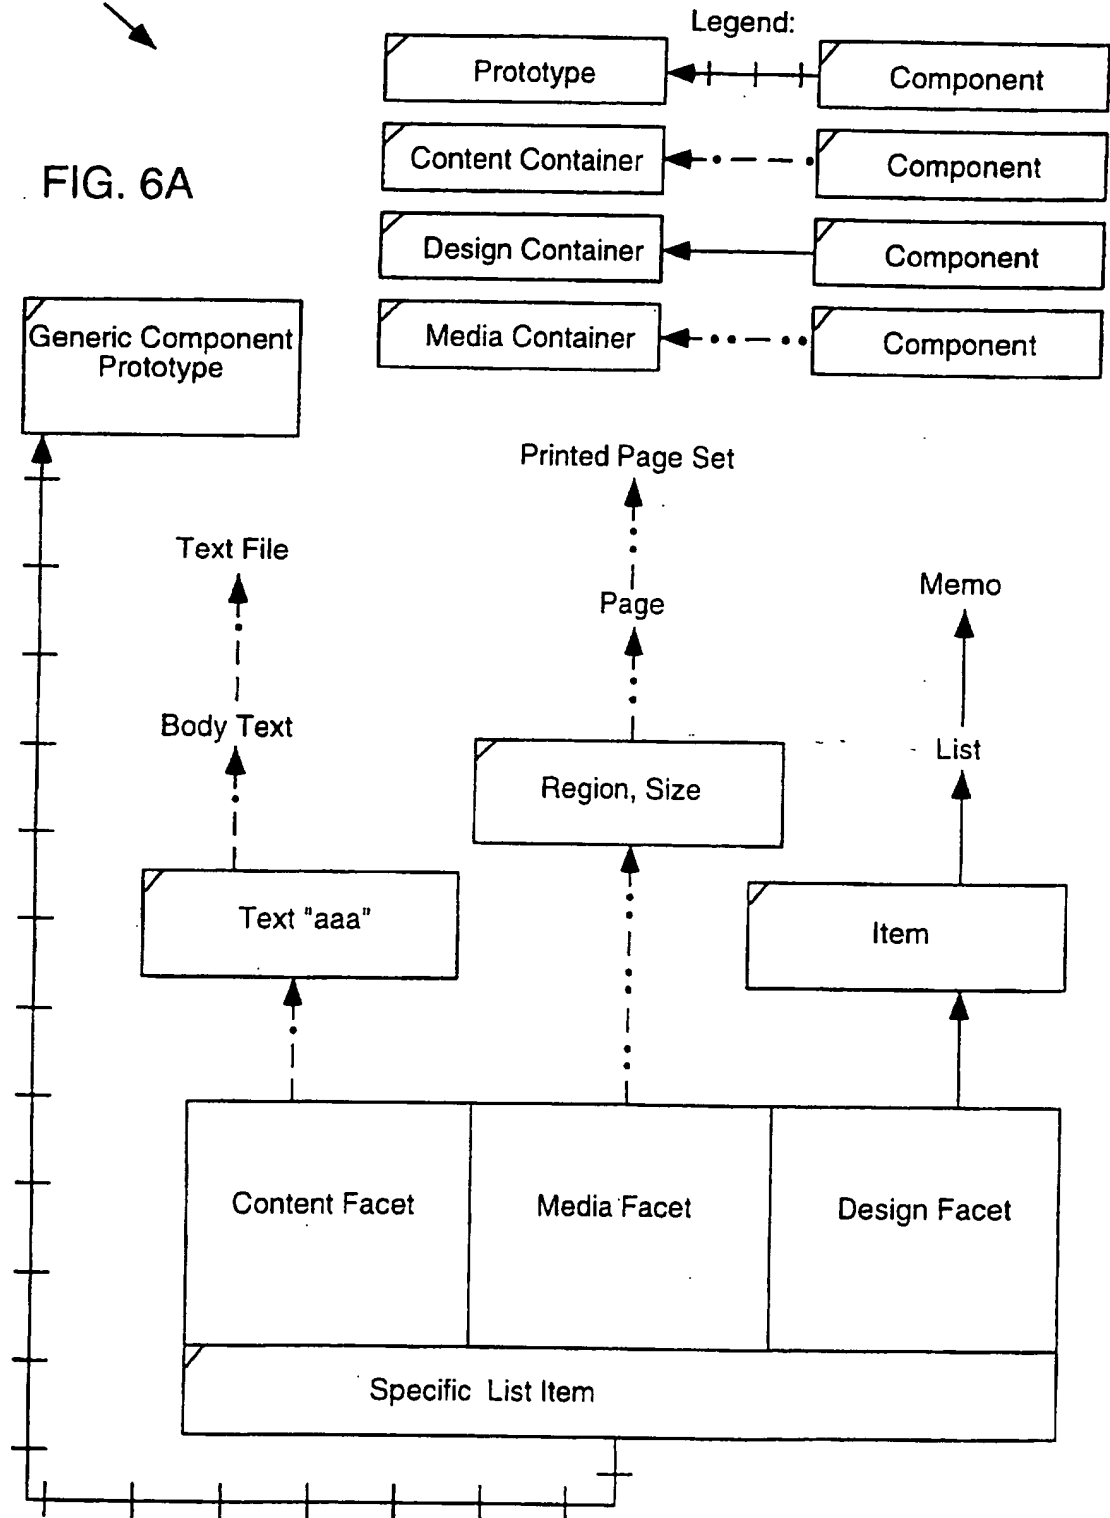 Legend:
Prototype
Component
FIG. 6A
Content Container
Component
Design Container
Component
Media Container
Component
Generic Component
Prototype
Printed Page Set
Text File
Page
Memo
Body Text
List
Region, Size
Text "aaa"
Item
Content Facet
Media Facet
Design Facet
Specific List Item